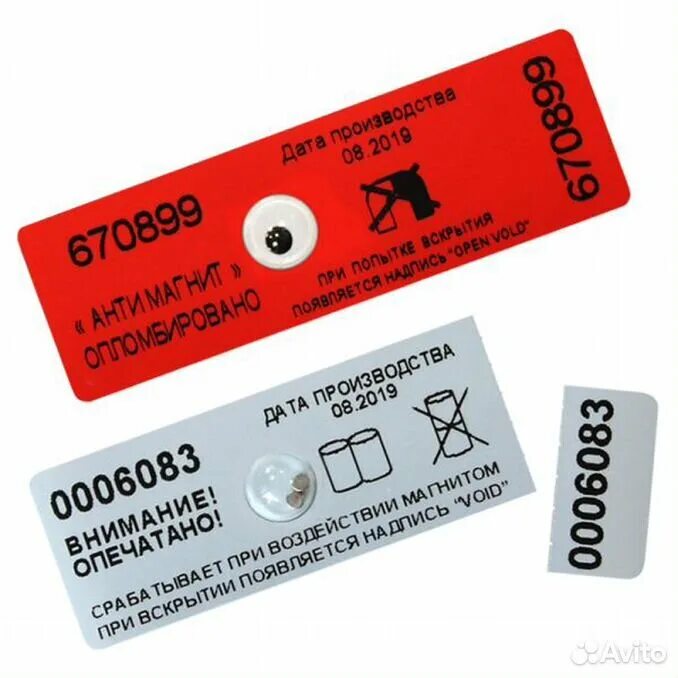 Дата производства
08.2019
670899
670899
« АНТИ МАГНИТ »
ОПЛОМБИРОВАНО
ПРИ ПОПЫТКЕ ВСКРЫТИЯ
ПОЯВЛЯЕТСЯ НАДПИСЬ "OPEN VOLD"
ДАТА ПРОИЗВОДСТВА
08.2019
0006083
ВНИМАНИЕ!
ОПЕЧАТАНО!
СРАБАТЫВАЕТ ПРИ ВОЗДЕЙСТВИИ МАГНИТОМ
ПРИ ВСКРЫТИИ ПОЯВЛЯЕТСЯ НАДПИСЬ "VOID"
0006083
Avito